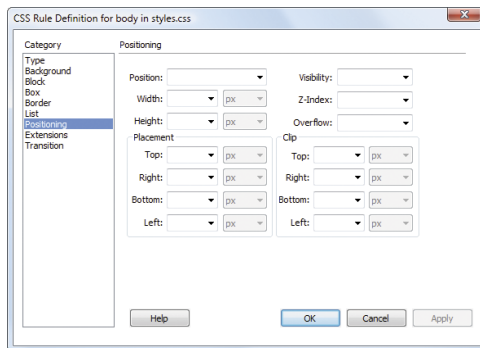 CSS Rule Definition for body in styles.css
Category
Positioning
Type
Background
Block
Box
Border
List
Positioning
Extensions
Transition
Position:
Visibility:
Width: px
Z-Index:
Height: px
Overflow:
Placement
Clip
Top: px
Top: px
Right: px
Right: px
Bottom: px
Bottom: px
Left: px
Left: px
Help
OK
Cancel
Apply